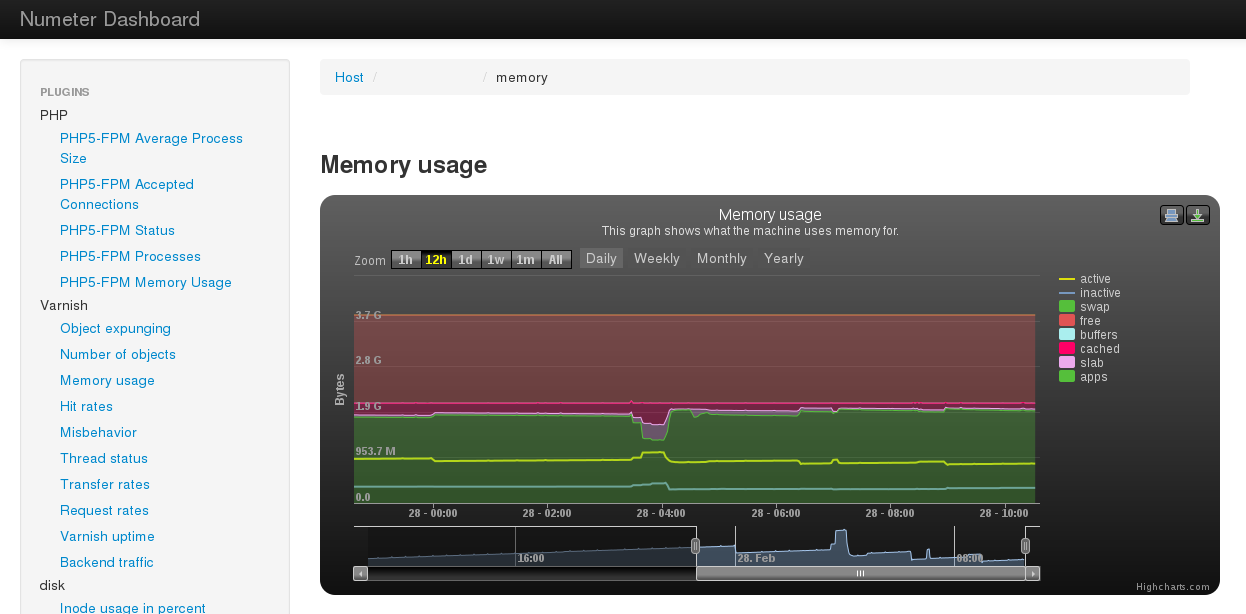 Numeter Dashboard
PLUGINS
PHP
PHP5-FPM Average Process
Size
PHP5-FPM Accepted
Connections
PHP5-FPM Status
PHP5-FPM Processes
PHP5-FPM Memory Usage
Varnish
Object expunging
Number of objects
Memory usage
Hit rates
Misbehavior
Thread status
Transfer rates
Request rates
Varnish uptime
Backend traffic
disk
Inode usage in percent
Host / / memory
Memory usage
Memory usage
This graph shows what the machine uses memory for.
Zoom 1h 12h 1d 1w 1m All Daily Weekly Monthly Yearly
active
inactive
swap
free
buffers
cached
slab
apps
Bytes
3.7 G
2.8 G
1.9 G
953.7 M
0.0
28 - 00:00 28 - 02:00 28 - 04:00 28 - 06:00 28 - 08:00 28 - 10:00
16:00 28. Feb 08:00
Highcharts.com